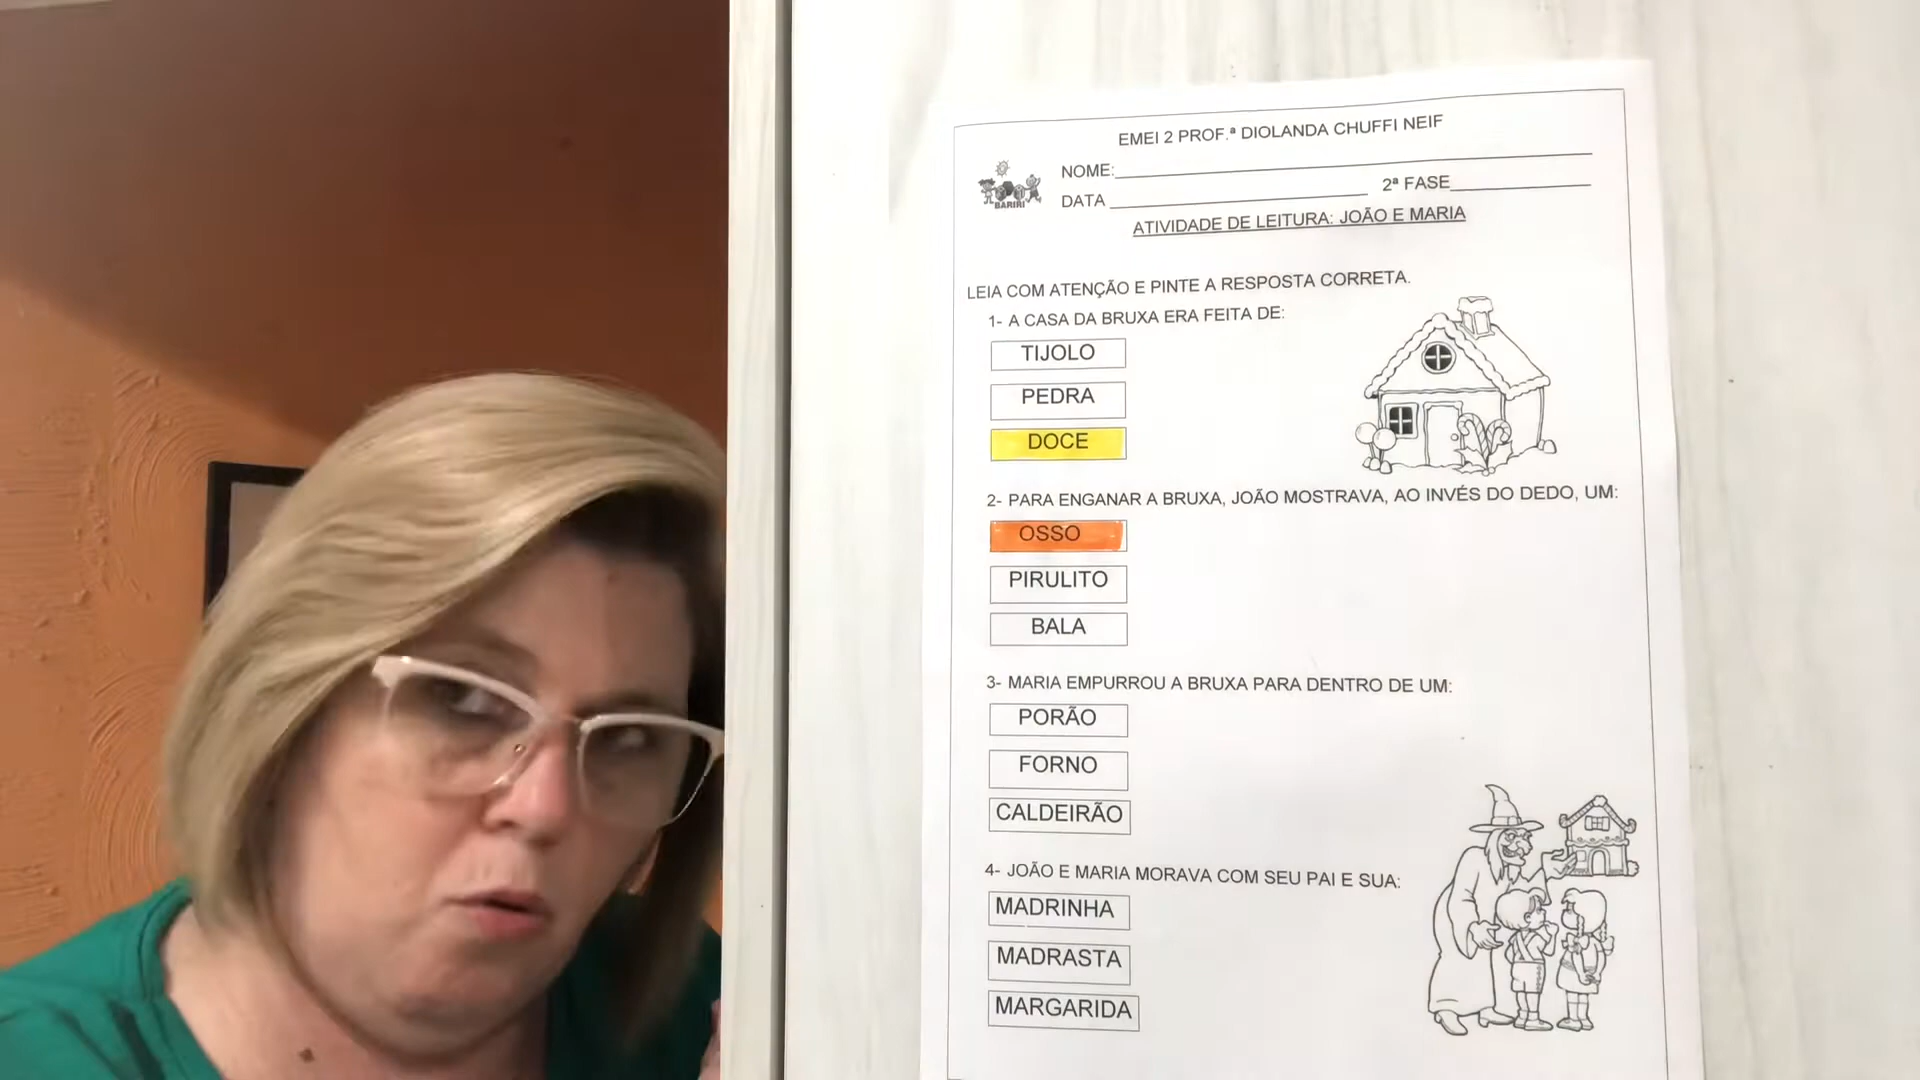 EMEI 2 PROF.ª DIOLANDA CHUFFI NEIF
NOME:
DATA 2ª FASE
BARIRI
ATIVIDADE DE LEITURA: JOÃO E MARIA
LEIA COM ATENÇÃO E PINTE A RESPOSTA CORRETA.
1- A CASA DA BRUXA ERA FEITA DE:
TIJOLO
PEDRA
DOCE
2- PARA ENGANAR A BRUXA, JOÃO MOSTRAVA, AO INVÉS DO DEDO, UM:
OSSO
PIRULITO
BALA
3- MARIA EMPURROU A BRUXA PARA DENTRO DE UM:
PORÃO
FORNO
CALDEIRÃO
4- JOÃO E MARIA MORAVA COM SEU PAI E SUA:
MADRINHA
MADRASTA
MARGARIDA